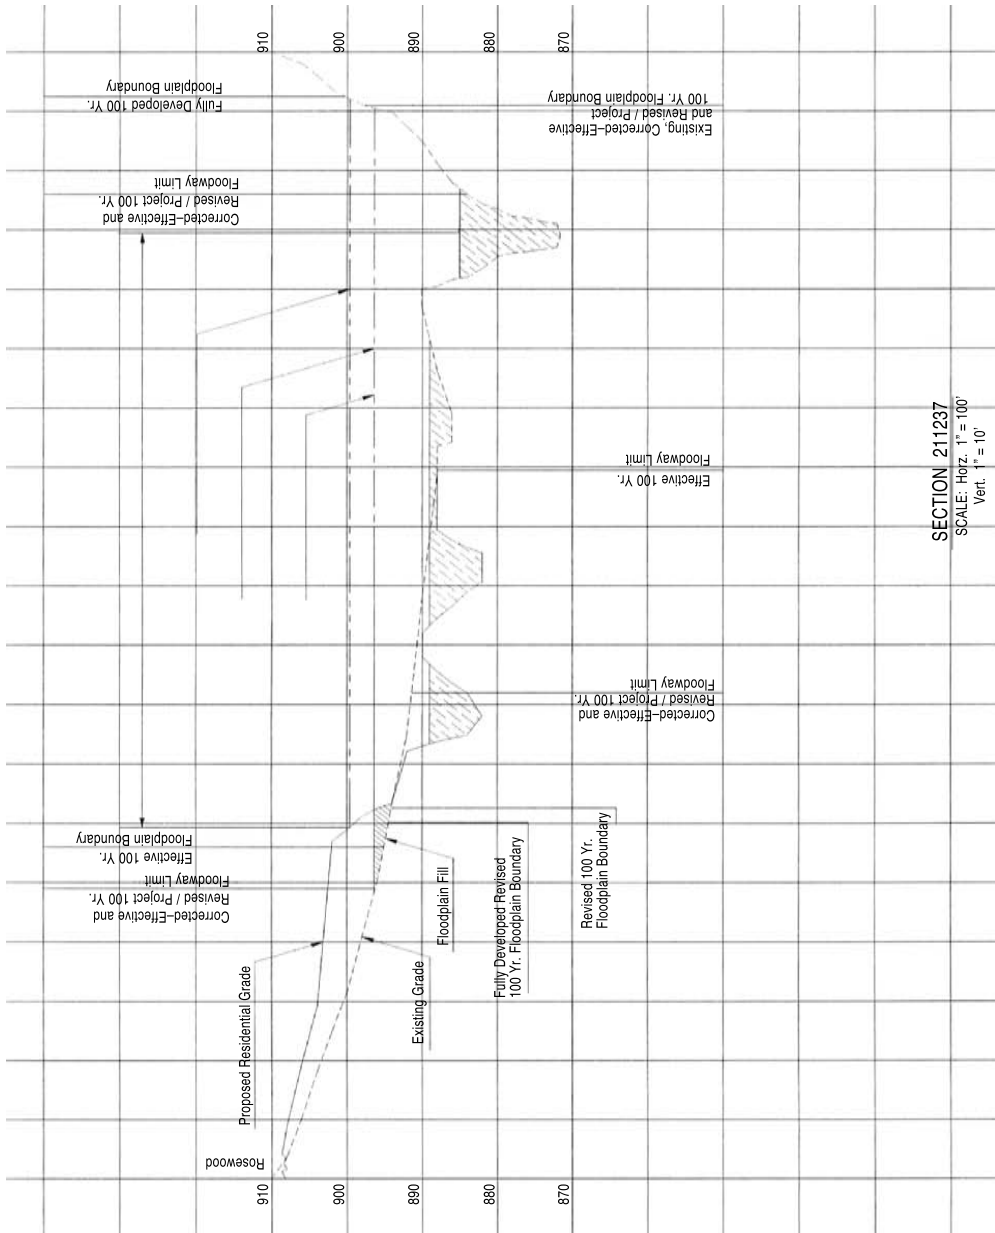 910
900
890
880
870
Fully Developed 100 Yr.
Floodplain Boundary
Existing, Corrected-Effective
and Revised / Project
100 Yr. Floodplain Boundary
Corrected-Effective and
Revised / Project 100 Yr.
Floodway Limit
Effective 100 Yr.
Floodway Limit
Corrected-Effective and
Revised / Project 100 Yr.
Floodway Limit
Effective 100 Yr.
Floodplain Boundary
Corrected-Effective and
Revised / Project 100 Yr.
Floodway Limit
Floodplain Fill
Fully Developed Revised
100 Yr. Floodplain Boundary
Revised 100 Yr.
Floodplain Boundary
Proposed Residential Grade
Existing Grade
Rosewood
910
900
890
880
870
SECTION 211237
SCALE: Horz. 1" = 100'
Vert. 1" = 10'